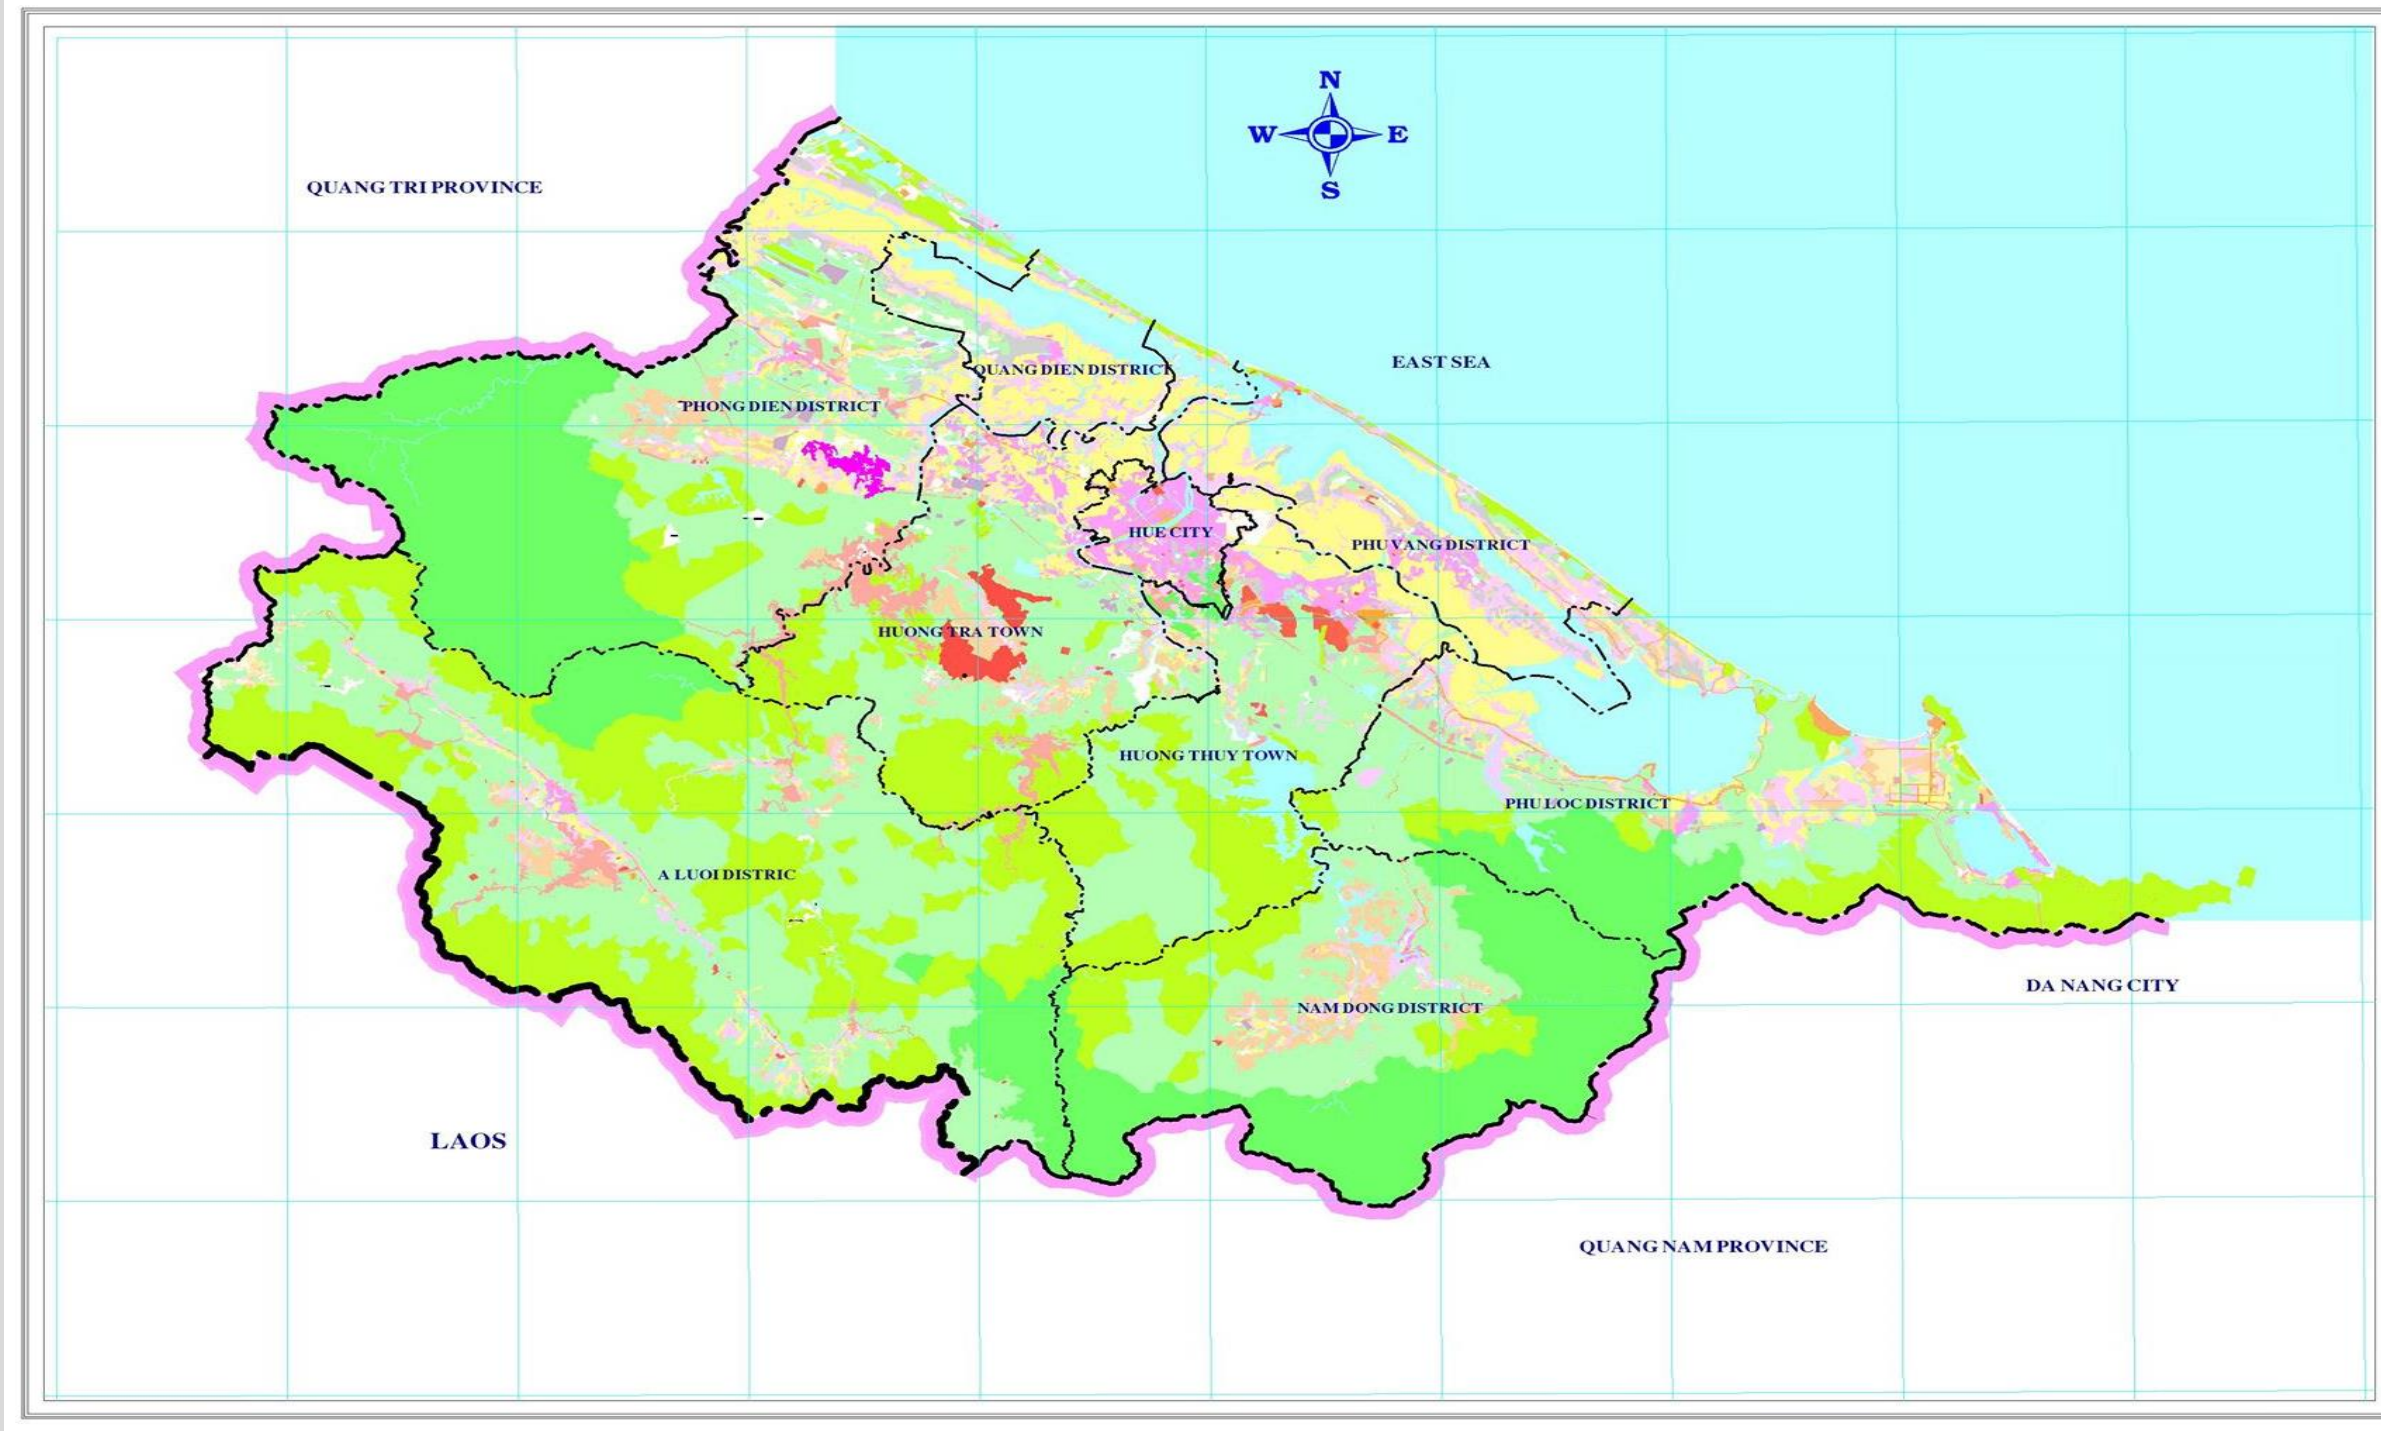 N
W E
S
QUANG TRI PROVINCE
EAST SEA
QUANG DIEN DISTRICT
PHONG DIEN DISTRICT
HUE CITY
PHU VANG DISTRICT
HUONG TRA TOWN
HUONG THUY TOWN
PHU LOC DISTRICT
A LUOI DISTRIC
DA NANG CITY
NAM DONG DISTRICT
LAOS
QUANG NAM PROVINCE